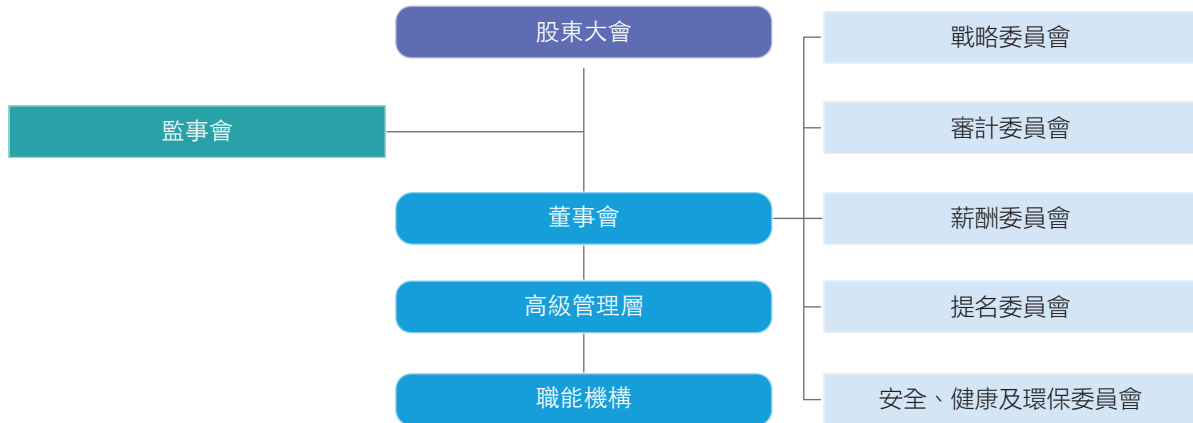 股東大會
監事會
董事會
高級管理層
職能機構
戰略委員會
審計委員會
薪酬委員會
提名委員會
安全、健康及環保委員會